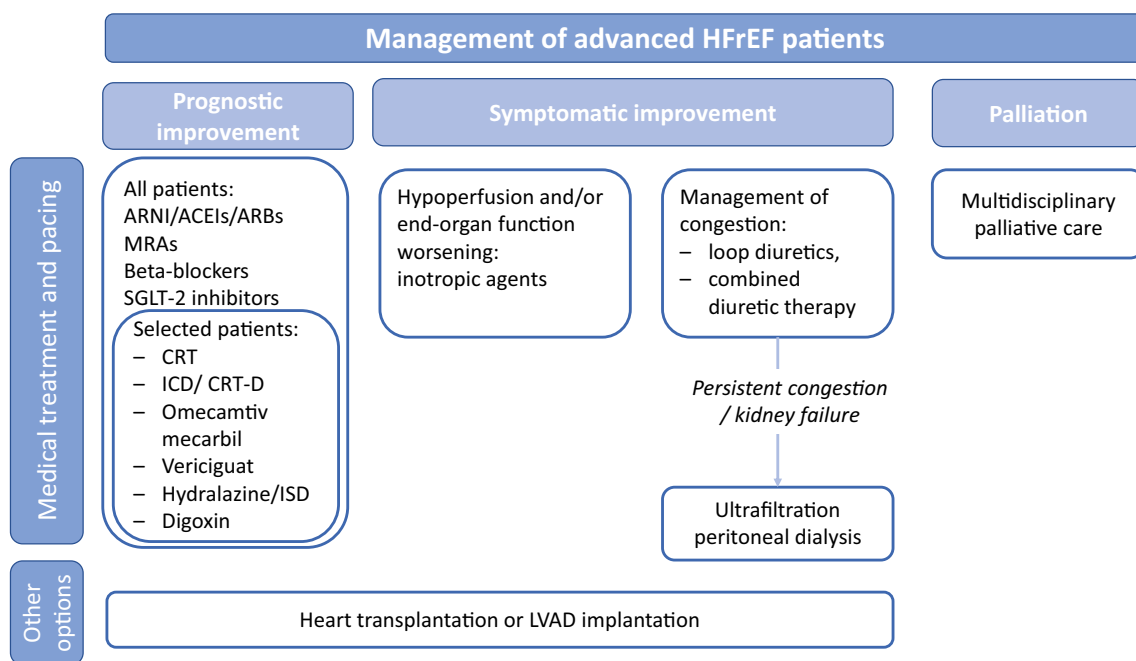 Management of advanced HFrEF patients
Prognostic
improvement
Symptomatic improvement
Palliation
Medical treatment and pacing
All patients:
ARNI/ACEIs/ARBs
MRAs
Beta-blockers
SGLT-2 inhibitors
Selected patients:
– CRT
– ICD/ CRT-D
– Omecamtiv
mecarbil
– Vericiguat
– Hydralazine/ISD
– Digoxin
Hypoperfusion and/or
end-organ function
worsening:
inotropic agents
Management of
congestion:
– loop diuretics,
– combined
diuretic therapy
Persistent congestion
/ kidney failure
Ultrafiltration
peritoneal dialysis
Multidisciplinary
palliative care
Other
options
Heart transplantation or LVAD implantation